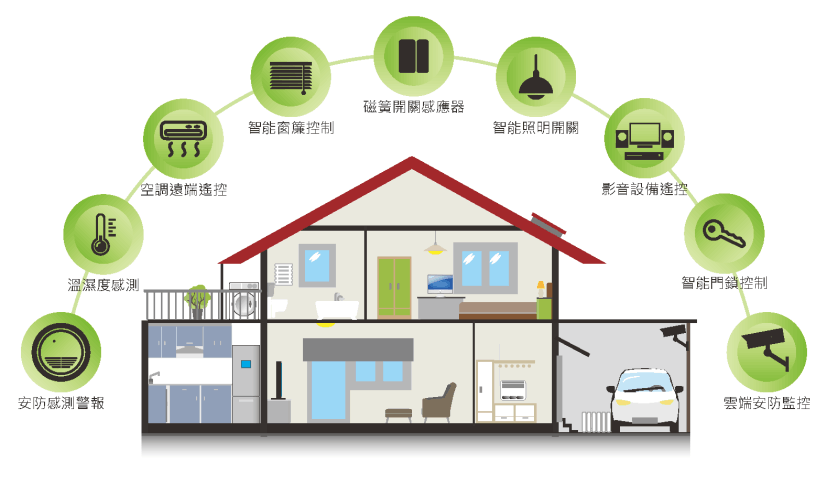 磁簧開關感應器
智能窗簾控制
智能照明開關
空調遠端遙控
影音設備遙控
溫濕度感測
智能門鎖控制
安防感測警報
雲端安防監控